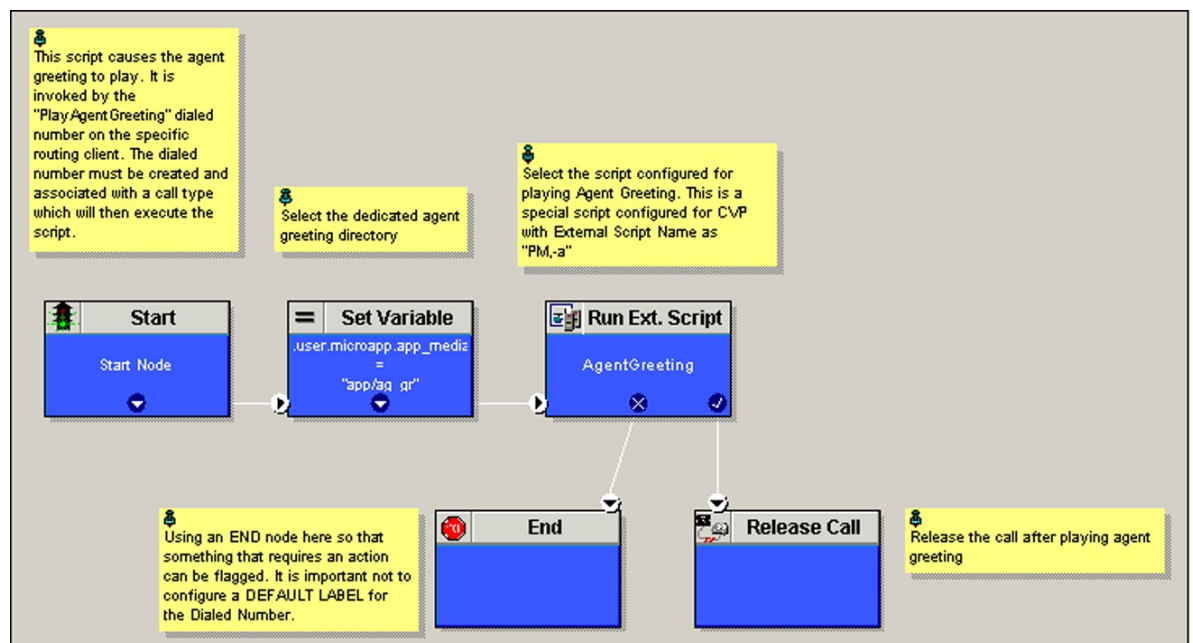 This script causes the agent
greeting to play. It is
invoked by the
"PlayAgentGreeting" dialed
number on the specific
routing client. The dialed
number must be created and
associated with a call type
which will then execute the
script.
Select the dedicated agent
greeting directory
Select the script configured for
playing Agent Greeting. This is a
special script configured for CVP
with External Script Name as
"PM,-a"
Start
Start Node
= Set Variable
.user.microapp.app_media
=
"app/ag_gr"
Run Ext. Script
AgentGreeting
Using an END node here so that
something that requires an action
can be flagged. It is important not to
configure a DEFAULT LABEL for
the Dialed Number.
End
Release Call
Release the call after playing agent
greeting